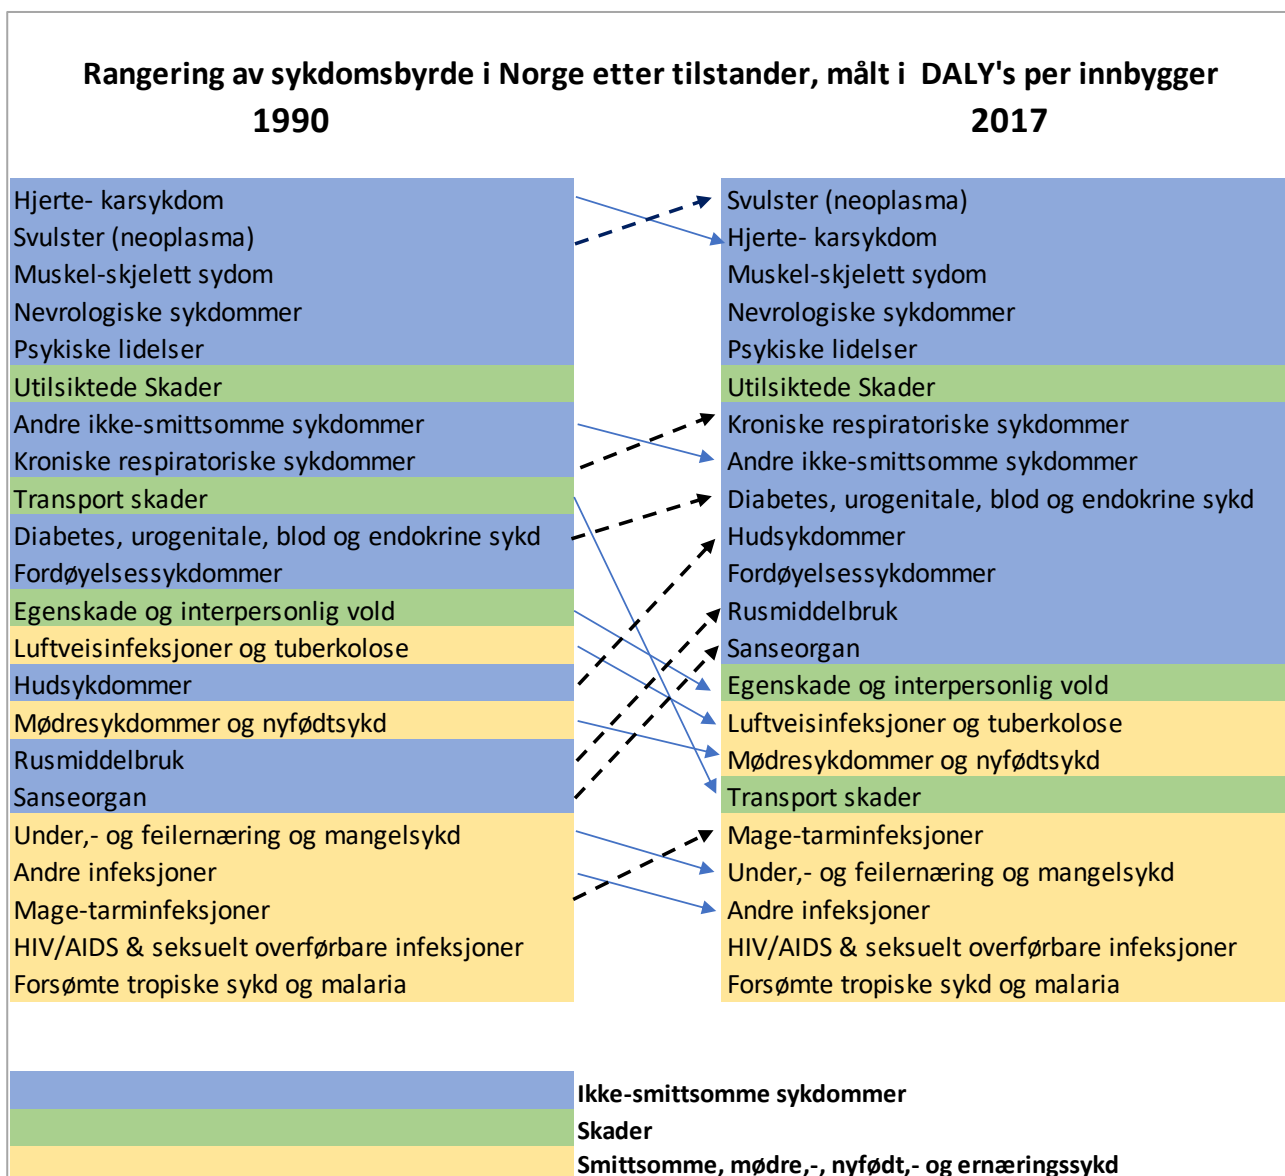 Rangering av sykdomsbyrde i Norge etter tilstander, målt i DALY's per innbygger
1990
2017
Hjerte- karsykdom
Svulster (neoplasma)
Muskel-skjelett sydom
Nevrologiske sykdommer
Psykiske lidelser
Utilsiktede Skader
Andre ikke-smittsomme sykdommer
Kroniske respiratoriske sykdommer
Transport skader
Diabetes, urogenitale, blod og endokrine sykd
Fordøyelsessykdommer
Egenskade og interpersonlig vold
Luftveisinfeksjoner og tuberkolose
Hudsykdommer
Mødresykdommer og nyfødtsykd
Rusmiddelbruk
Sanseorgan
Under,- og feilernæring og mangelsykd
Andre infeksjoner
Mage-tarminfeksjoner
HIV/AIDS & seksuelt overførbare infeksjoner
Forsømte tropiske sykd og malaria
Svulster (neoplasma)
Hjerte- karsykdom
Muskel-skjelett sydom
Nevrologiske sykdommer
Psykiske lidelser
Utilsiktede Skader
Kroniske respiratoriske sykdommer
Andre ikke-smittsomme sykdommer
Diabetes, urogenitale, blod og endokrine sykd
Hudsykdommer
Fordøyelsessykdommer
Rusmiddelbruk
Sanseorgan
Egenskade og interpersonlig vold
Luftveisinfeksjoner og tuberkolose
Mødresykdommer og nyfødtsykd
Transport skader
Mage-tarminfeksjoner
Under,- og feilernæring og mangelsykd
Andre infeksjoner
HIV/AIDS & seksuelt overførbare infeksjoner
Forsømte tropiske sykd og malaria
Ikke-smittsomme sykdommer
Skader
Smittsomme, mødre,-, nyfødt,- og ernæringssykd